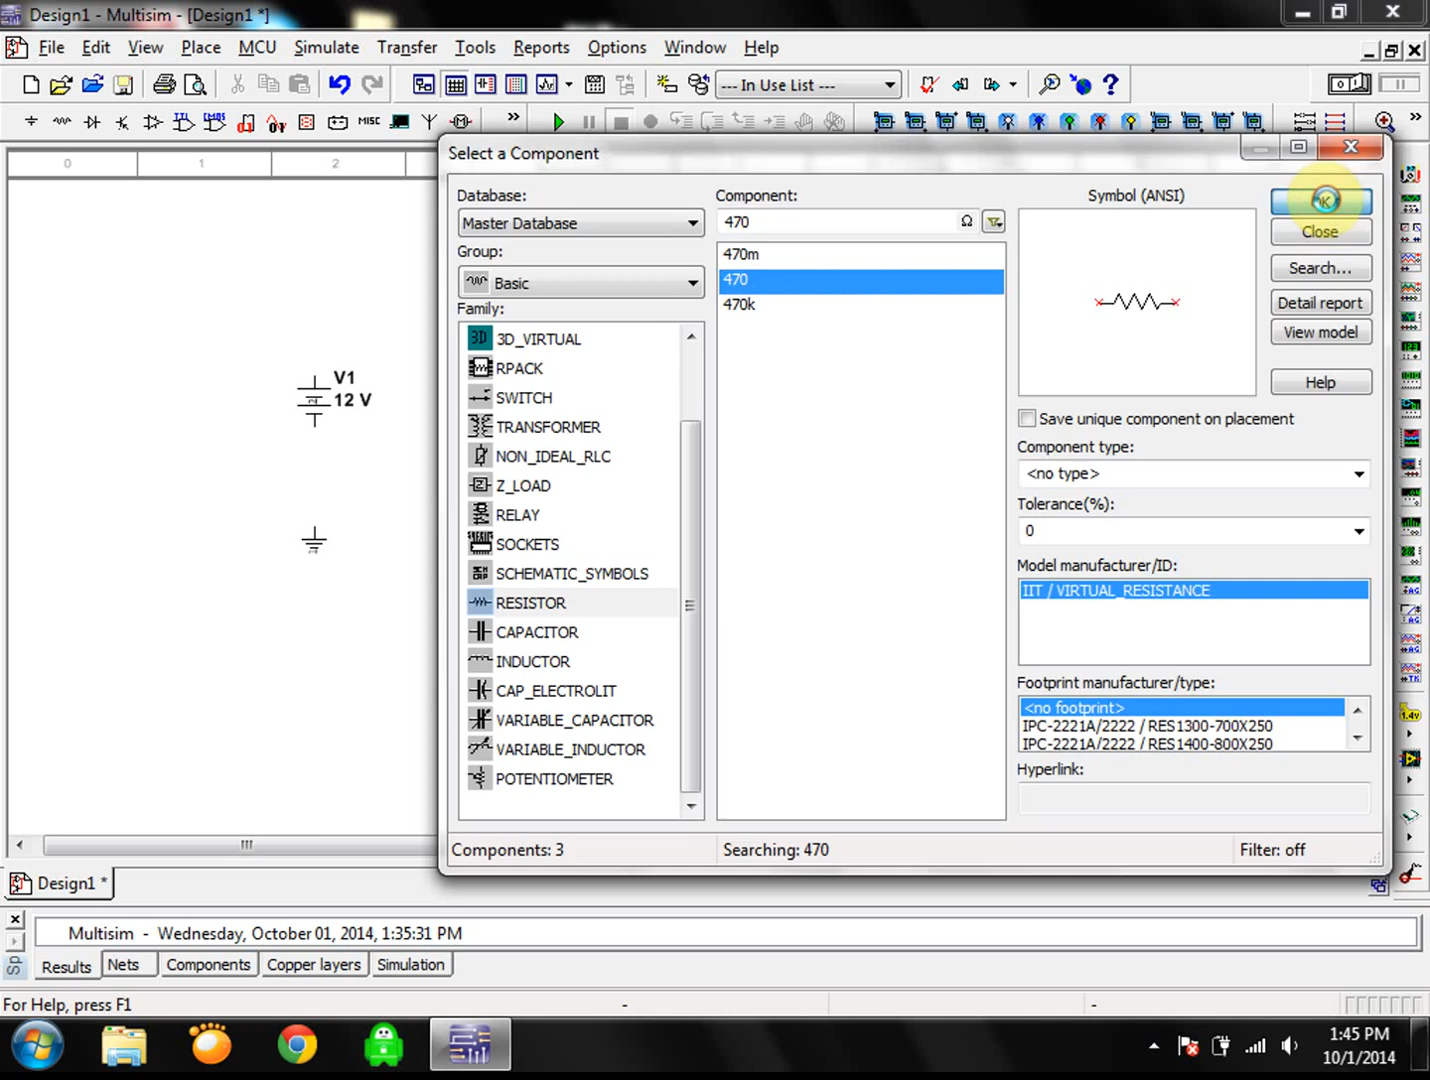 Design1 - Multisim - [Design1 *]
File Edit View Place MCU Simulate Transfer Tools Reports Options Window Help
--- In Use List ---
MISC
0 1 2
Select a Component
Database:
Master Database
Group:
Basic
Family:
3D_VIRTUAL
RPACK
SWITCH
TRANSFORMER
NON_IDEAL_RLC
Z_LOAD
RELAY
SOCKETS
SCHEMATIC_SYMBOLS
RESISTOR
CAPACITOR
INDUCTOR
CAP_ELECTROLIT
VARIABLE_CAPACITOR
VARIABLE_INDUCTOR
POTENTIOMETER
Component:
470 Ω
470m
470
470k
Symbol (ANSI)
Close
Search...
Detail report
View model
Help
Save unique component on placement
Component type:
<no type>
Tolerance(%):
0
Model manufacturer/ID:
IIT / VIRTUAL_RESISTANCE
Footprint manufacturer/type:
<no footprint>
IPC-2221A/2222 / RES1300-700X250
IPC-2221A/2222 / RES1400-800X250
Hyperlink:
Components: 3 Searching: 470 Filter: off
V1
12 V
Design1 *
Multisim - Wednesday, October 01, 2014, 1:35:31 PM
Results Nets Components Copper layers Simulation
For Help, press F1 - -
1:45 PM
10/1/2014